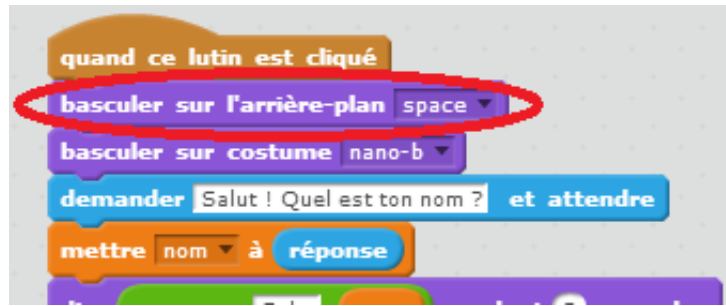 quand ce lutin est cliqué
basculer sur l'arrière-plan space
basculer sur costume nano-b
demander Salut ! Quel est ton nom ? et attendre
mettre nom à réponse